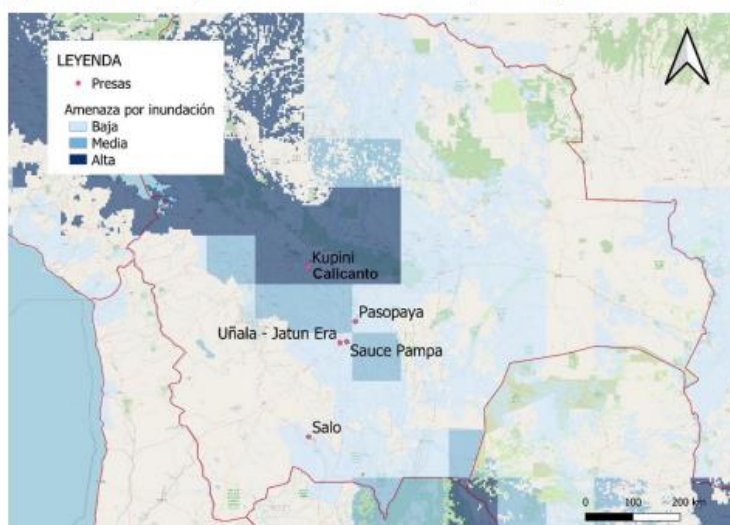 LEYENDA
Presas
Amenaza por inundación
Baja
Media
Alta
Kupini
Calicanto
Pasopaya
Uñala - Jatun Era
Sauce Pampa
Salo
0 100 200 km